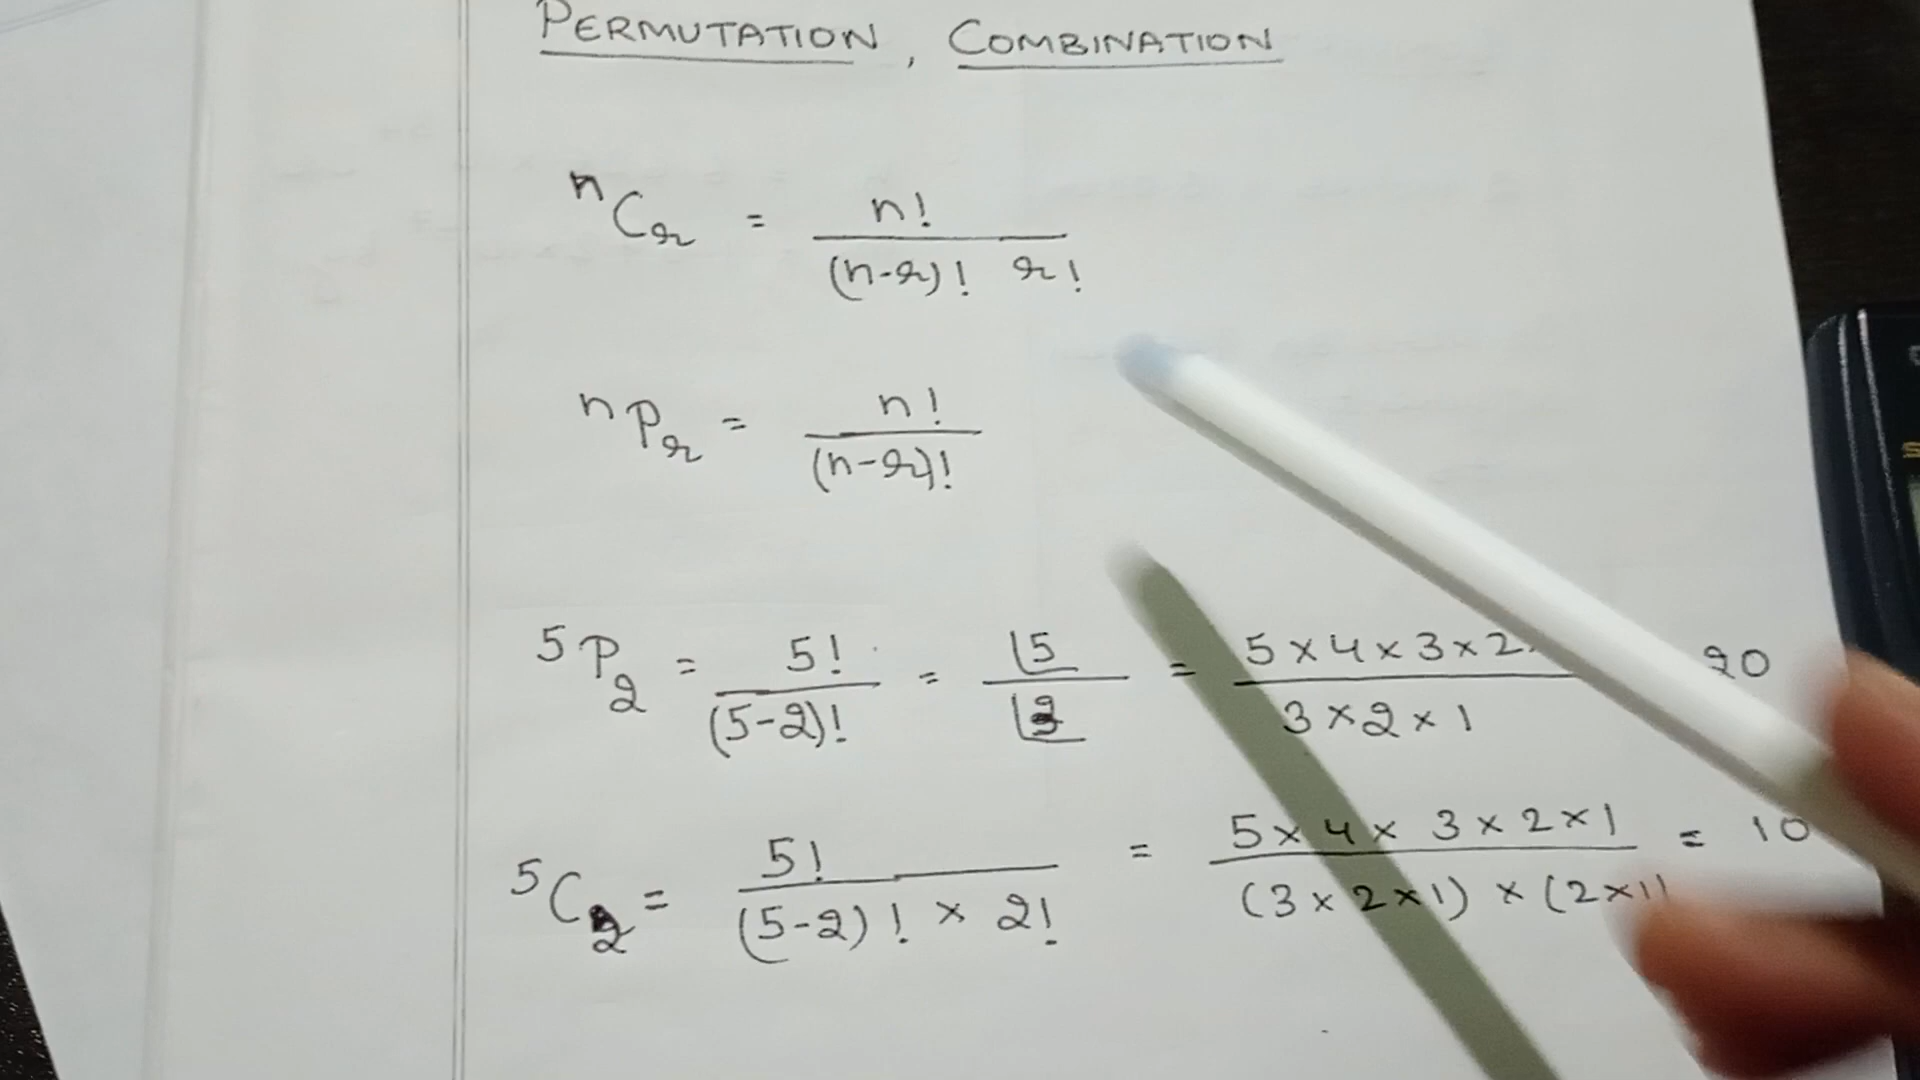 PERMUTATION, COMBINATION
nCr = n! / (n-r)! r!
nPr = n! / (n-r)!
5P2 = 5! / (5-2)! = |5 / |3 = 5×4×3×2 / 3×2×1 20
5C2 = 5! / (5-2)! × 2! = 5×4×3×2×1 / (3×2×1)×(2×1) = 10